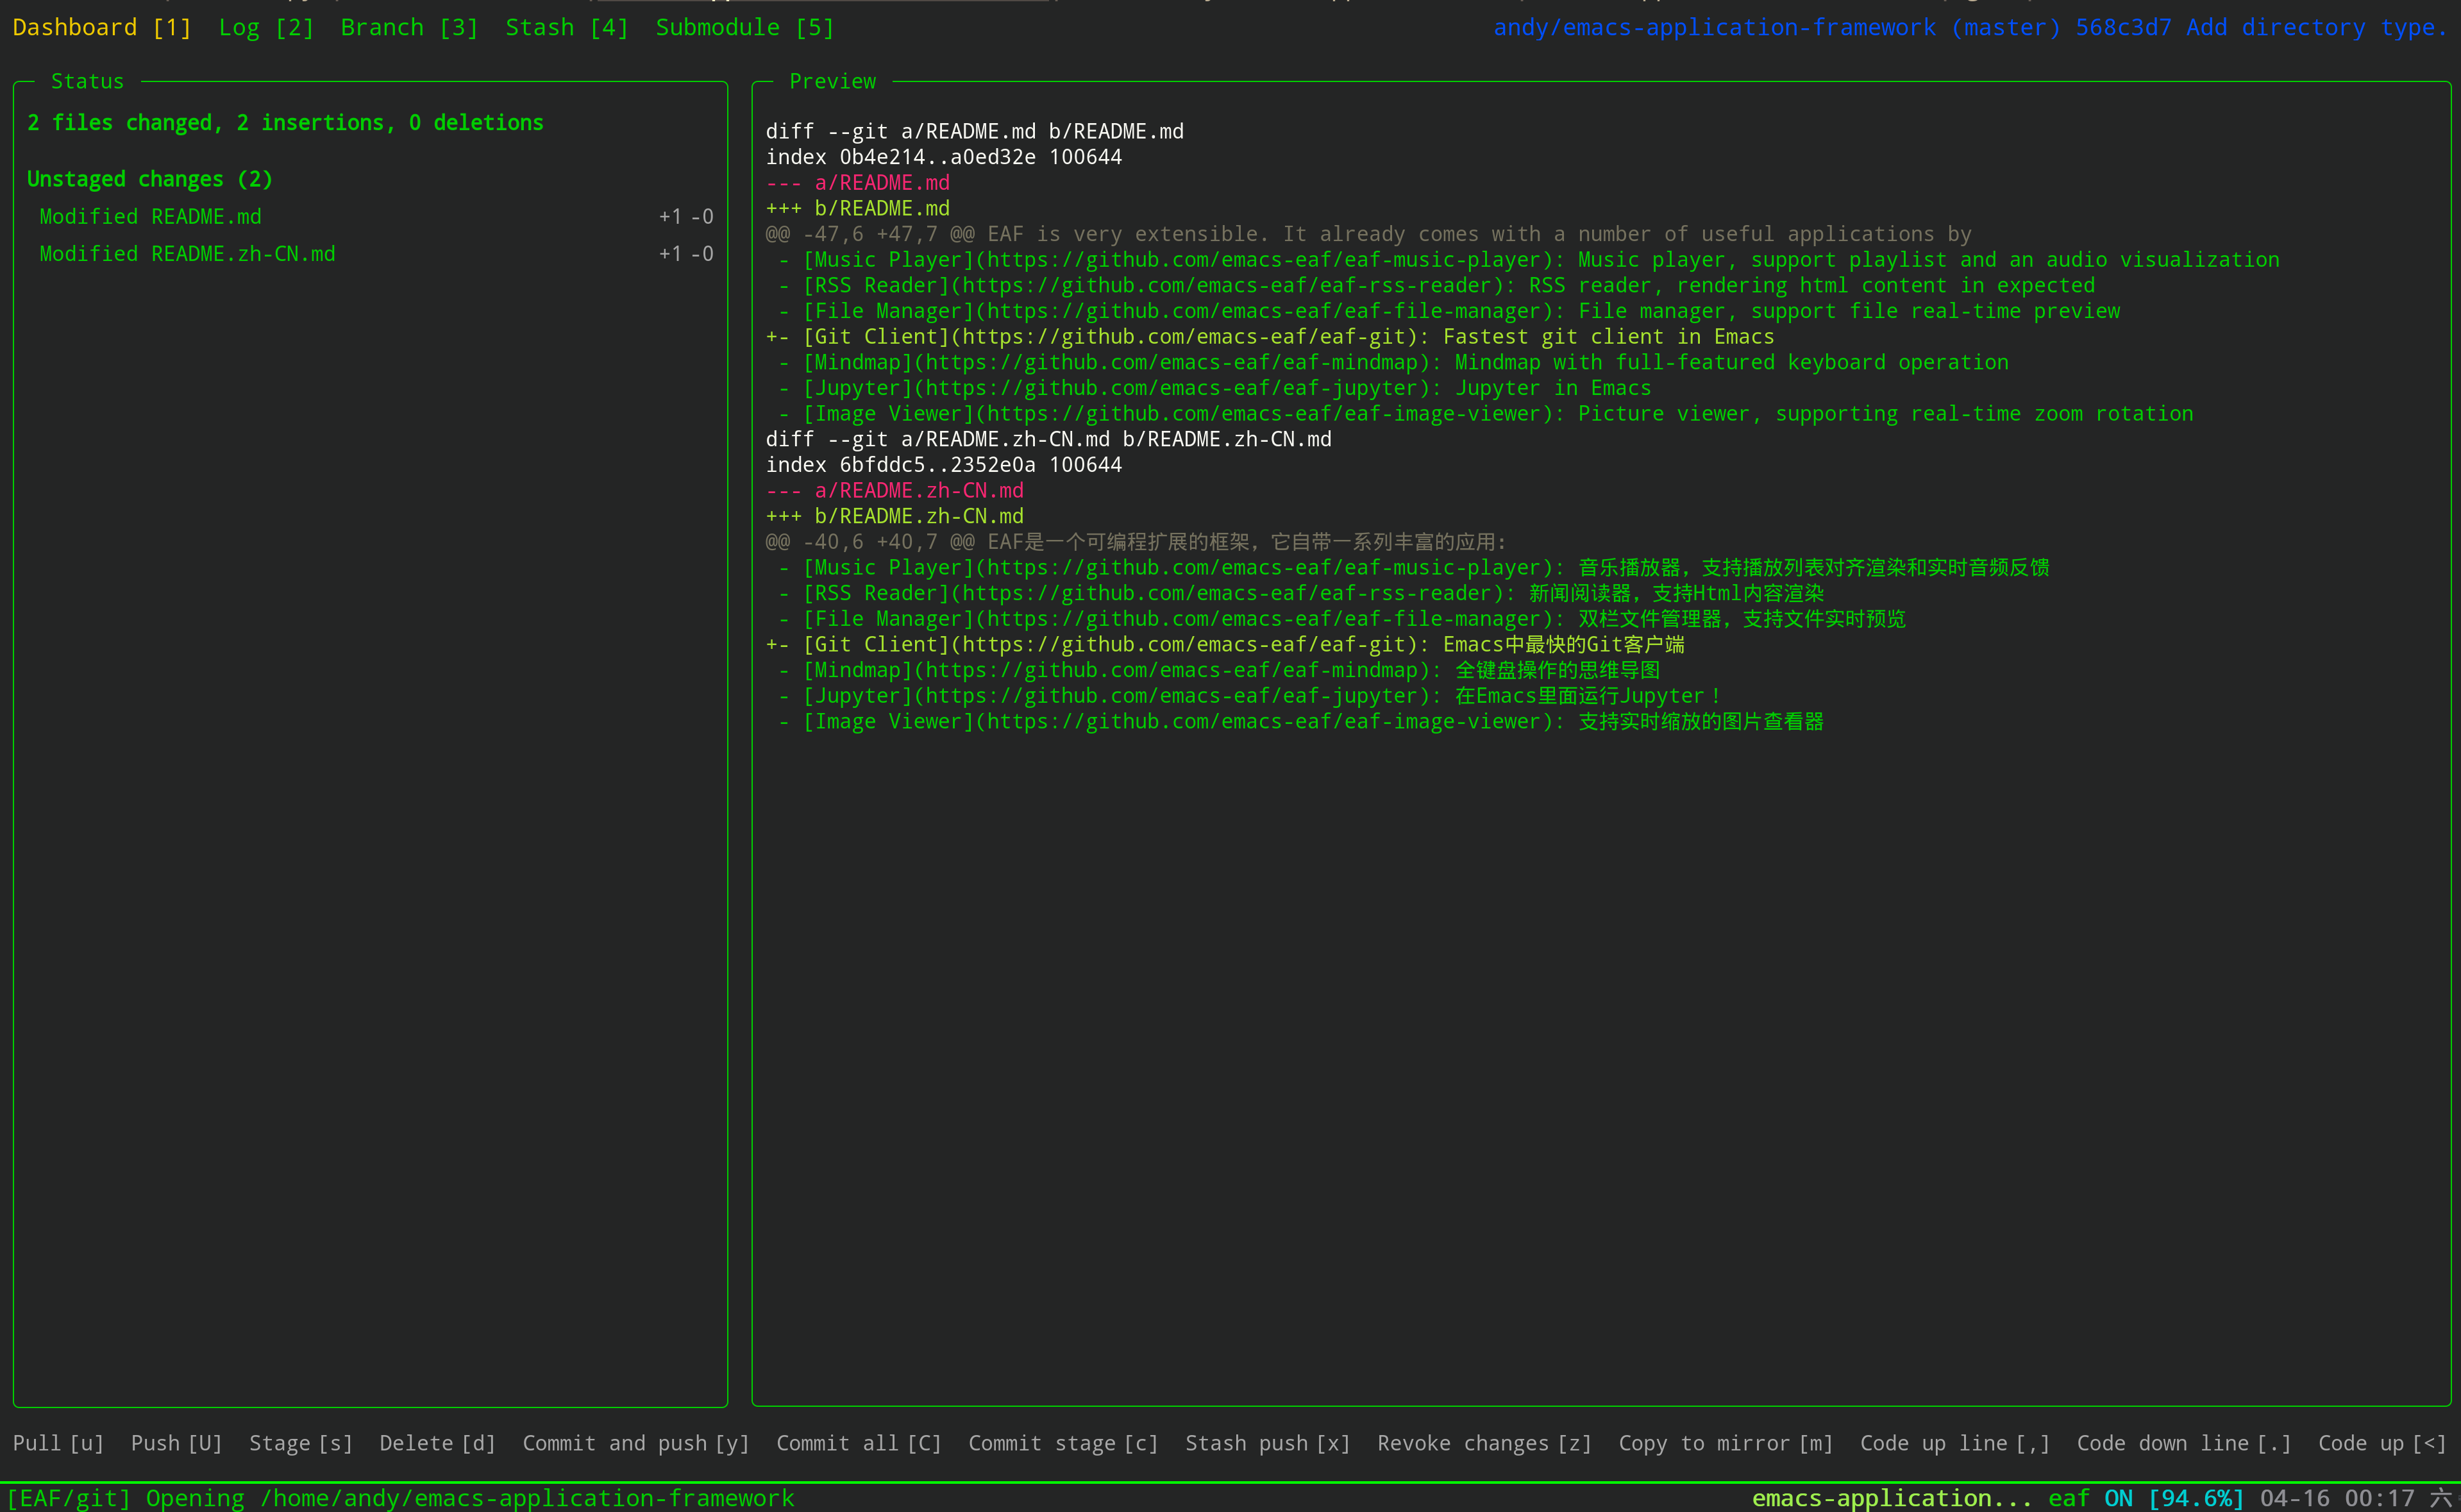 Dashboard [1] Log [2] Branch [3] Stash [4] Submodule [5] andy/emacs-application-framework (master) 568c3d7 Add directory type.
Status
2 files changed, 2 insertions, 0 deletions
Unstaged changes (2)
Modified README.md +1 -0
Modified README.zh-CN.md +1 -0
Preview
diff --git a/README.md b/README.md
index 0b4e214..a0ed32e 100644
--- a/README.md
+++ b/README.md
@@ -47,6 +47,7 @@ EAF is very extensible. It already comes with a number of useful applications by
 - [Music Player](https://github.com/emacs-eaf/eaf-music-player): Music player, support playlist and an audio visualization
 - [RSS Reader](https://github.com/emacs-eaf/eaf-rss-reader): RSS reader, rendering html content in expected
 - [File Manager](https://github.com/emacs-eaf/eaf-file-manager): File manager, support file real-time preview
+- [Git Client](https://github.com/emacs-eaf/eaf-git): Fastest git client in Emacs
 - [Mindmap](https://github.com/emacs-eaf/eaf-mindmap): Mindmap with full-featured keyboard operation
 - [Jupyter](https://github.com/emacs-eaf/eaf-jupyter): Jupyter in Emacs
 - [Image Viewer](https://github.com/emacs-eaf/eaf-image-viewer): Picture viewer, supporting real-time zoom rotation
diff --git a/README.zh-CN.md b/README.zh-CN.md
index 6bfddc5..2352e0a 100644
--- a/README.zh-CN.md
+++ b/README.zh-CN.md
@@ -40,6 +40,7 @@ EAF是一个可编程扩展的框架，它自带一系列丰富的应用:
 - [Music Player](https://github.com/emacs-eaf/eaf-music-player): 音乐播放器，支持播放列表对齐渲染和实时音频反馈
 - [RSS Reader](https://github.com/emacs-eaf/eaf-rss-reader): 新闻阅读器，支持Html内容渲染
 - [File Manager](https://github.com/emacs-eaf/eaf-file-manager): 双栏文件管理器，支持文件实时预览
+- [Git Client](https://github.com/emacs-eaf/eaf-git): Emacs中最快的Git客户端
 - [Mindmap](https://github.com/emacs-eaf/eaf-mindmap): 全键盘操作的思维导图
 - [Jupyter](https://github.com/emacs-eaf/eaf-jupyter): 在Emacs里面运行Jupyter！
 - [Image Viewer](https://github.com/emacs-eaf/eaf-image-viewer): 支持实时缩放的图片查看器
Pull [u] Push [U] Stage [s] Delete [d] Commit and push [y] Commit all [C] Commit stage [c] Stash push [x] Revoke changes [z] Copy to mirror [m] Code up line [,] Code down line [.] Code up [<]
[EAF/git] Opening /home/andy/emacs-application-framework emacs-application... eaf ON [94.6%] 04-16 00:17 六